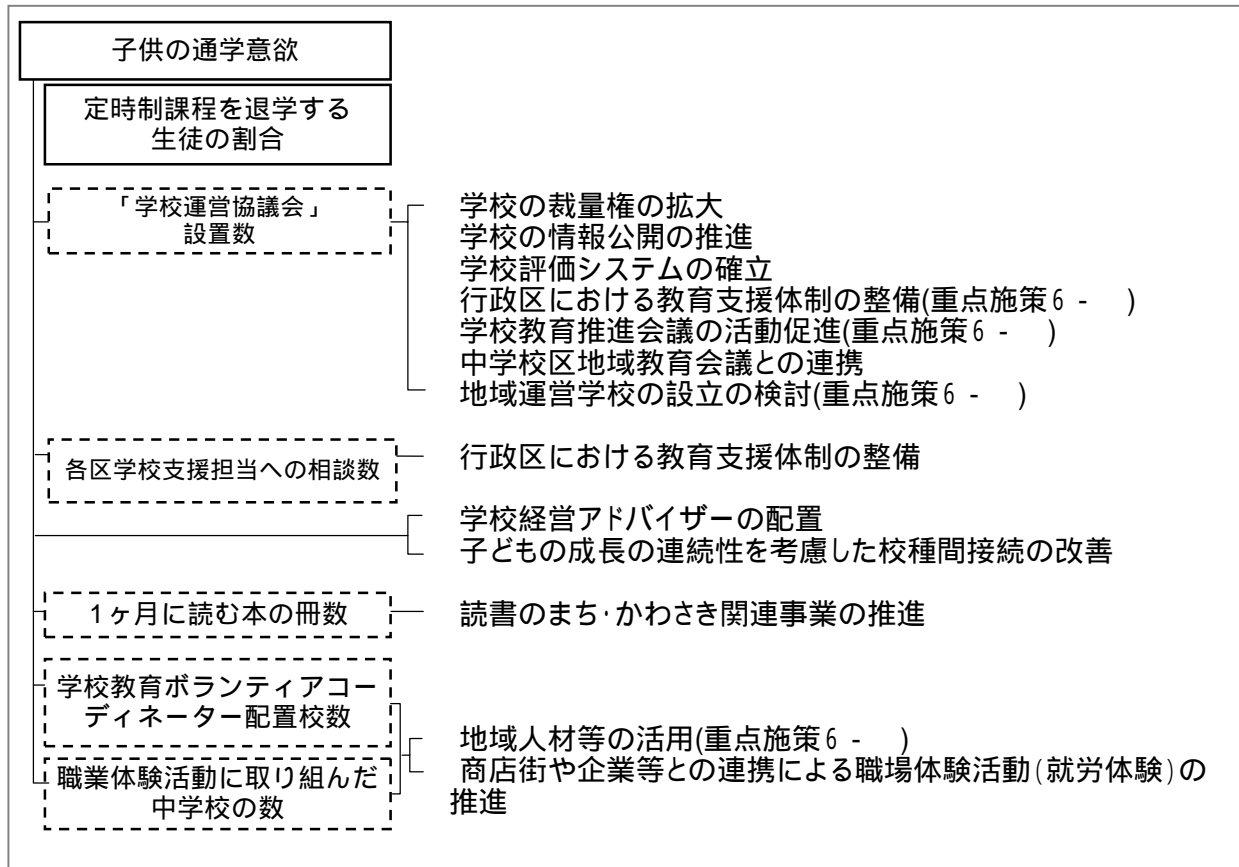 子供の通学意欲
定時制課程を退学する
生徒の割合
「学校運営協議会」
設置数
学校の裁量権の拡大
学校の情報公開の推進
学校評価システムの確立
行政区における教育支援体制の整備(重点施策6 - )
学校教育推進会議の活動促進(重点施策6 - )
中学校区地域教育会議との連携
地域運営学校の設立の検討(重点施策6 - )
各区学校支援担当への相談数
行政区における教育支援体制の整備
学校経営アドバイザーの配置
子どもの成長の連続性を考慮した校種間接続の改善
1ヶ月に読む本の冊数
読書のまち・かわさき関連事業の推進
学校教育ボランティアコー
ディネーター配置校数
職業体験活動に取り組んだ
中学校の数
地域人材等の活用(重点施策6 - )
商店街や企業等との連携による職場体験活動(就労体験)の
推進